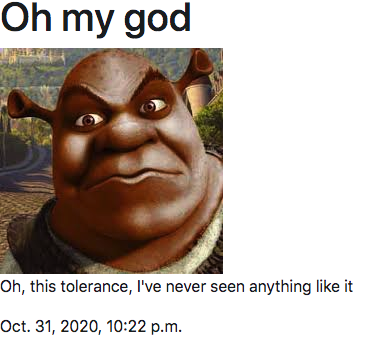 Oh my god
Oh, this tolerance, I've never seen anything like it
Oct. 31, 2020, 10:22 p.m.